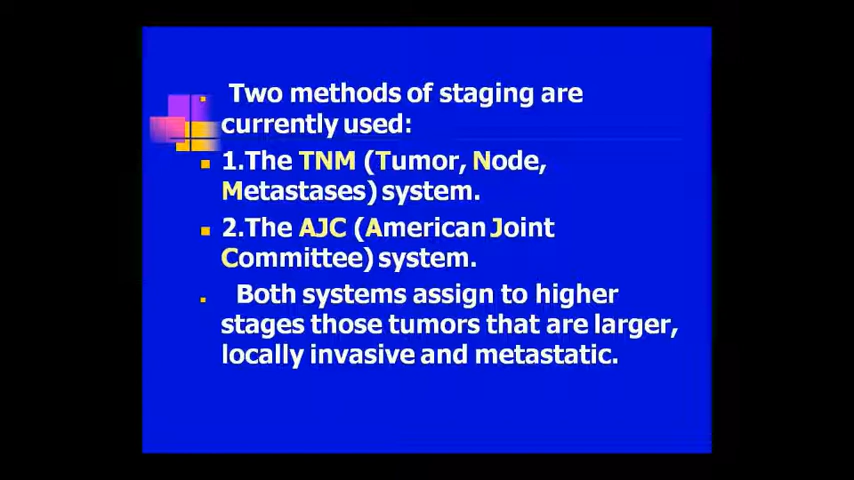 Two methods of staging are
currently used:
1.The TNM (Tumor, Node,
Metastases) system.
2.The AJC (American Joint
Committee) system.
Both systems assign to higher
stages those tumors that are larger,
locally invasive and metastatic.